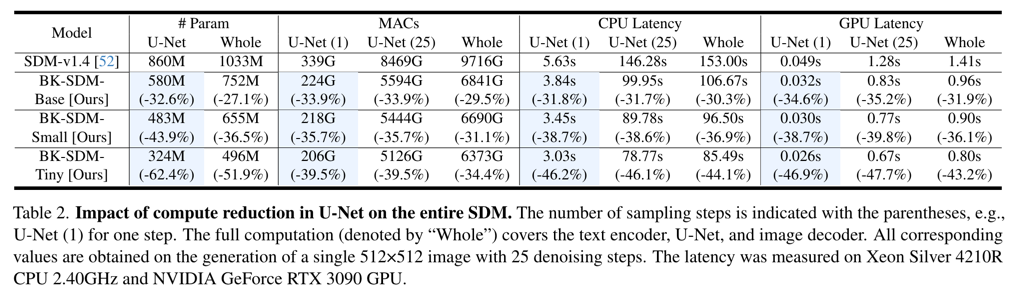 Model # Param MACs CPU Latency GPU Latency
U-Net Whole U-Net (1) U-Net (25) Whole U-Net (1) U-Net (25) Whole U-Net (1) U-Net (25) Whole
SDM-v1.4 [52] 860M 1033M 339G 8469G 9716G 5.63s 146.28s 153.00s 0.049s 1.28s 1.41s
BK-SDM- 580M 752M 224G 5594G 6841G 3.84s 99.95s 106.67s 0.032s 0.83s 0.96s
Base [Ours] (-32.6%) (-27.1%) (-33.9%) (-33.9%) (-29.5%) (-31.8%) (-31.7%) (-30.3%) (-34.6%) (-35.2%) (-31.9%)
BK-SDM- 483M 655M 218G 5444G 6690G 3.45s 89.78s 96.50s 0.030s 0.77s 0.90s
Small [Ours] (-43.9%) (-36.5%) (-35.7%) (-35.7%) (-31.1%) (-38.7%) (-38.6%) (-36.9%) (-38.7%) (-39.8%) (-36.1%)
BK-SDM- 324M 496M 206G 5126G 6373G 3.03s 78.77s 85.49s 0.026s 0.67s 0.80s
Tiny [Ours] (-62.4%) (-51.9%) (-39.5%) (-39.5%) (-34.4%) (-46.2%) (-46.1%) (-44.1%) (-46.9%) (-47.7%) (-43.2%)
Table 2. Impact of compute reduction in U-Net on the entire SDM. The number of sampling steps is indicated with the parentheses, e.g.,
U-Net (1) for one step. The full computation (denoted by “Whole”) covers the text encoder, U-Net, and image decoder. All corresponding
values are obtained on the generation of a single 512×512 image with 25 denoising steps. The latency was measured on Xeon Silver 4210R
CPU 2.40GHz and NVIDIA GeForce RTX 3090 GPU.